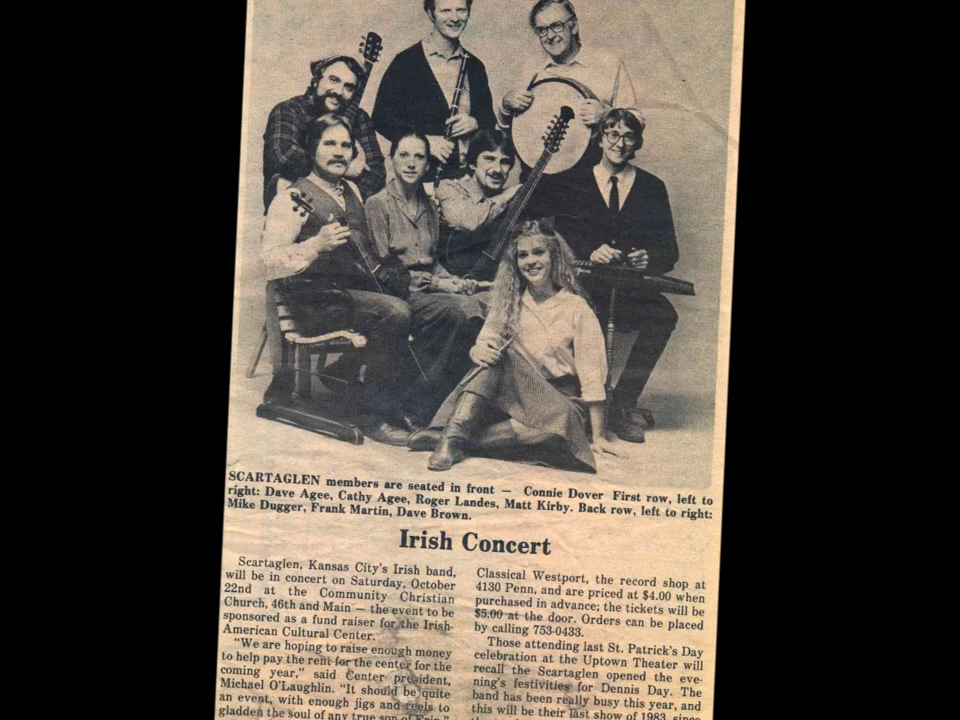 SCARTAGLEN members are seated in front — Connie Dover First row, left to
right: Dave Agee, Cathy Agee, Roger Landes, Matt Kirby. Back row, left to right:
Mike Dugger, Frank Martin, Dave Brown.
Irish Concert
Scartaglen, Kansas City's Irish band,
will be in concert on Saturday, October
22nd at the Community Christian
Church, 46th and Main — the event to be
sponsored as a fund raiser for the Irish-
American Cultural Center.
"We are hoping to raise enough money
to help pay the rent for the center for the
coming year," said Center president,
Michael O'Laughlin. "It should be quite
an event, with enough jigs and reels to
gladden the soul of any true son of Erin."
Classical Westport, the record shop at
4130 Penn, and are priced at $4.00 when
purchased in advance; the tickets will be
$5.00 at the door. Orders can be placed
by calling 753-0433.
Those attending last St. Patrick's Day
celebration at the Uptown Theater will
recall the Scartaglen opened the eve-
ning's festivities for Dennis Day. The
band has been really busy this year, and
this will be their last show of 1983, since